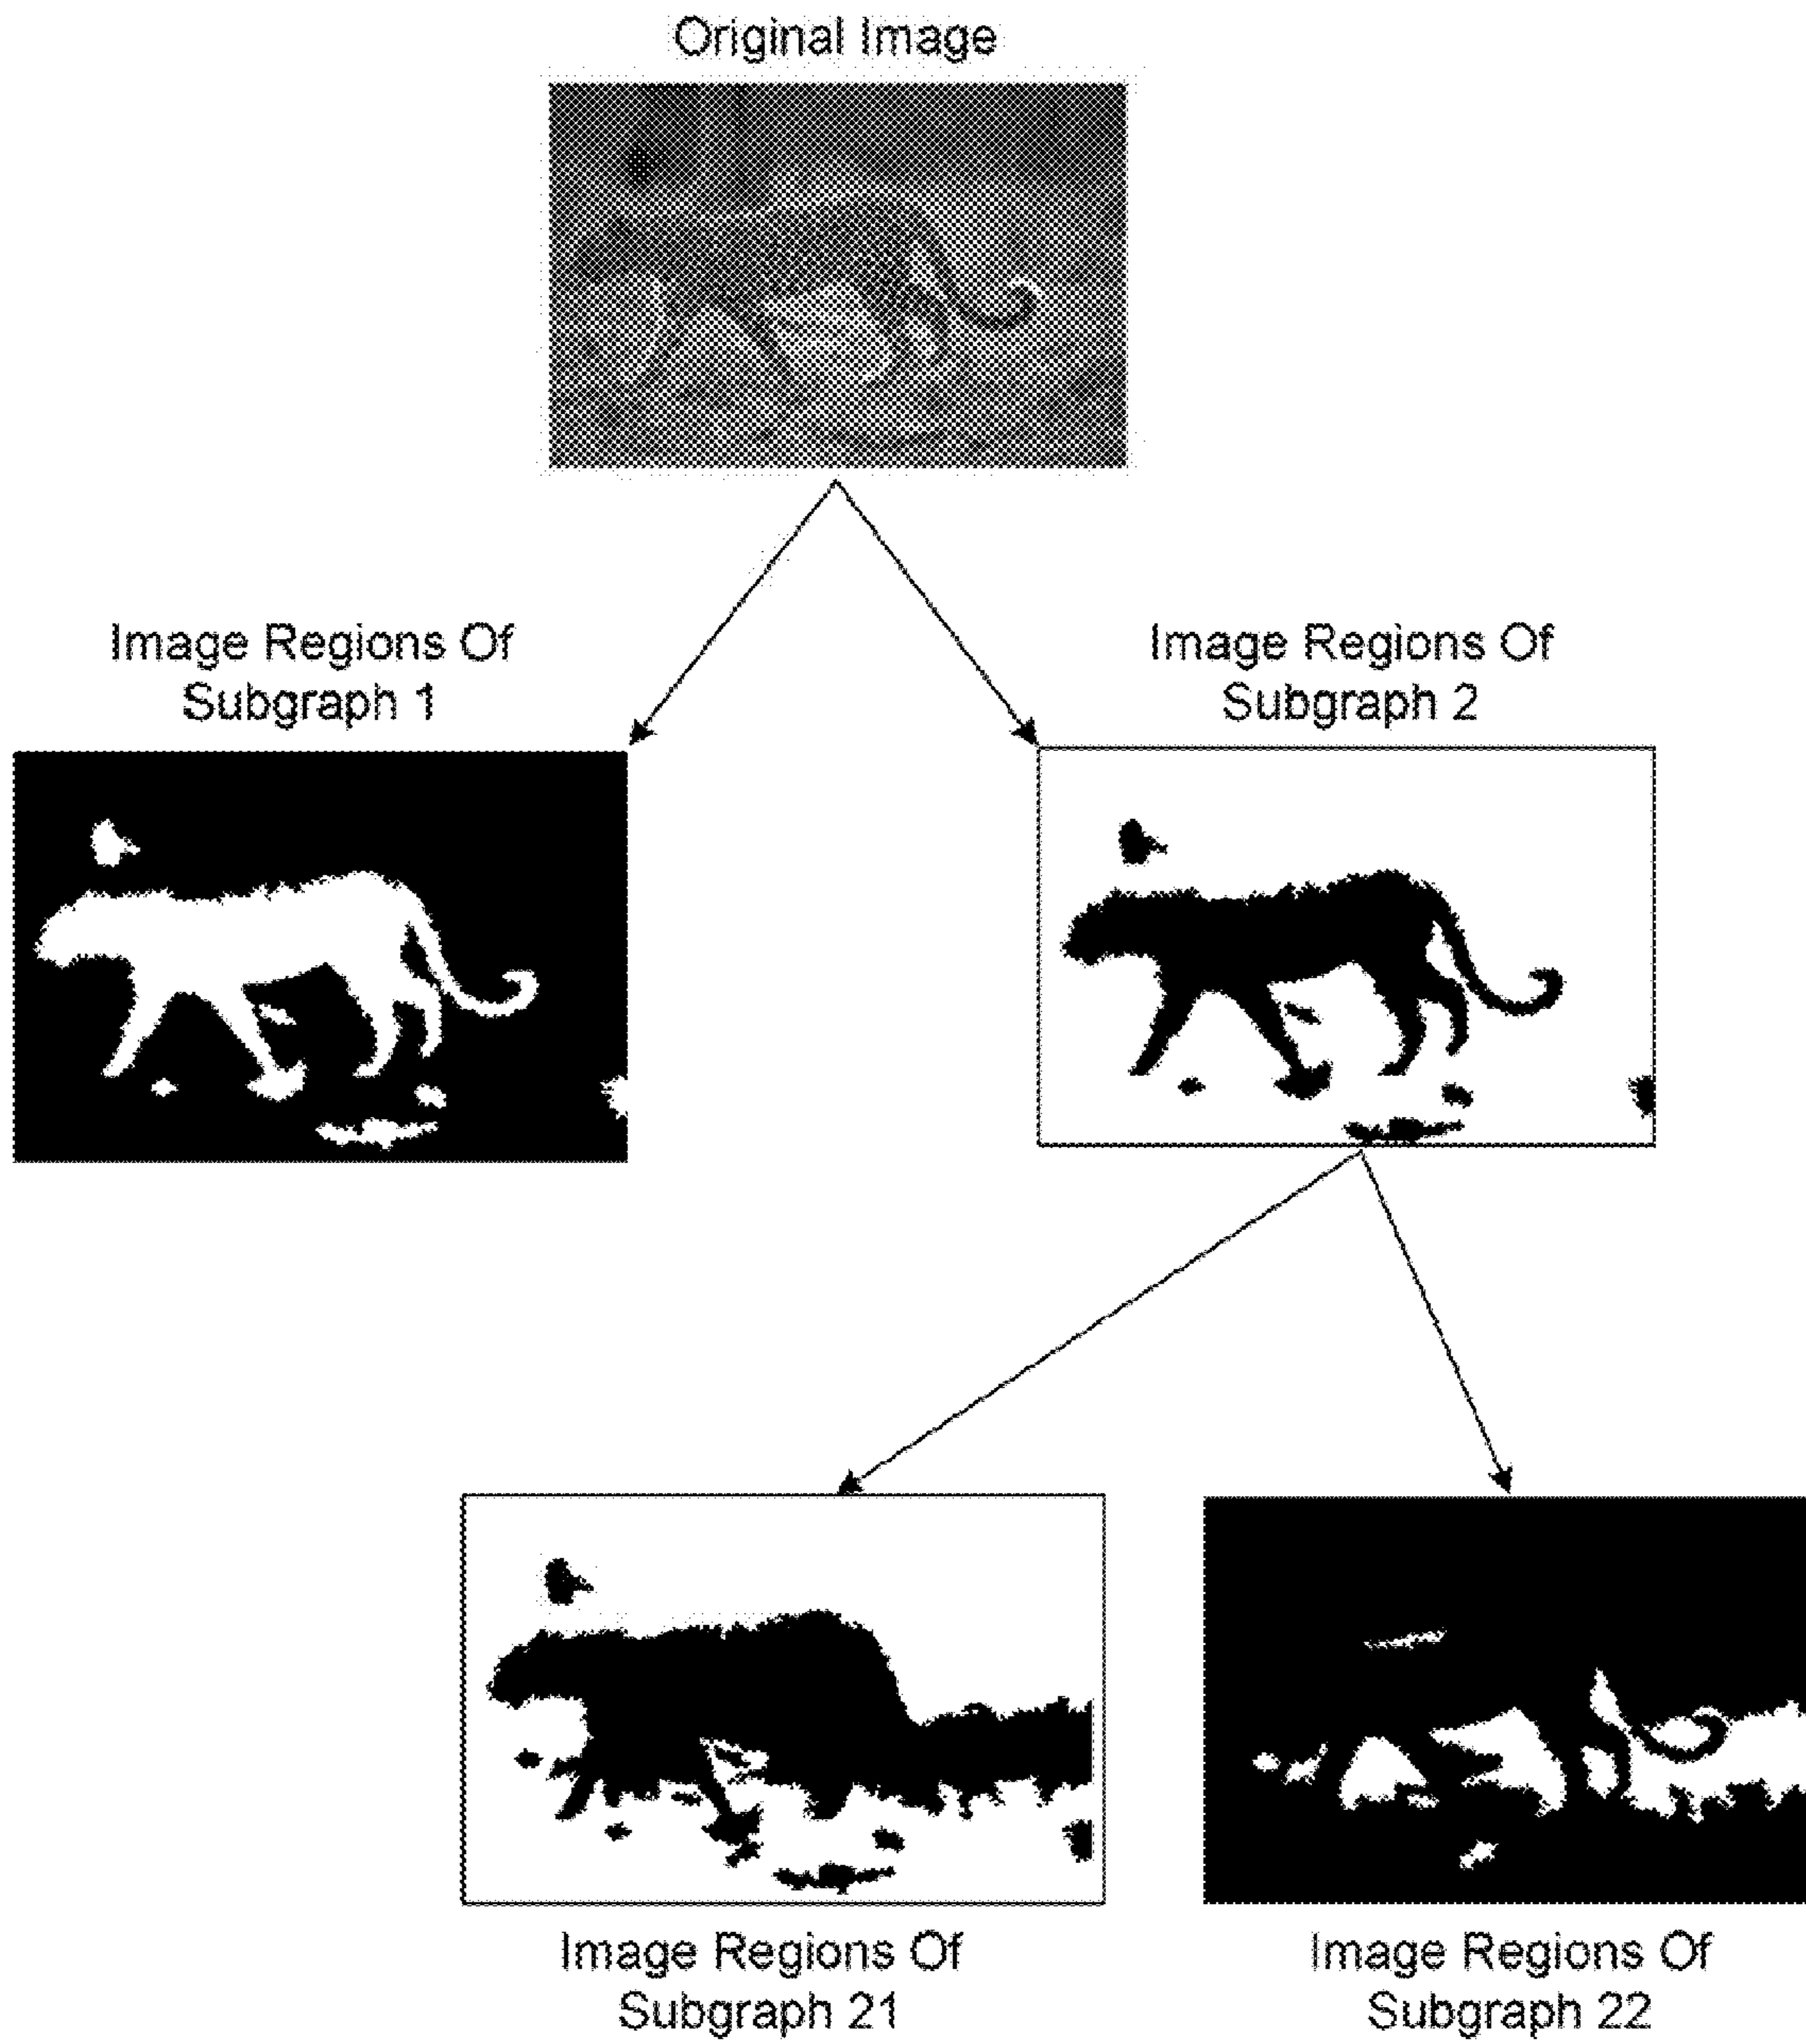 Original Image
Image Regions Of
Subgraph 1
Image Regions Of
Subgraph 2
Image Regions Of
Subgraph 21
Image Regions Of
Subgraph 22